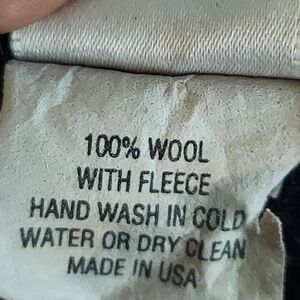 100% WOOL
WITH FLEECE
HAND WASH IN COLD
WATER OR DRY CLEAN
MADE IN USA